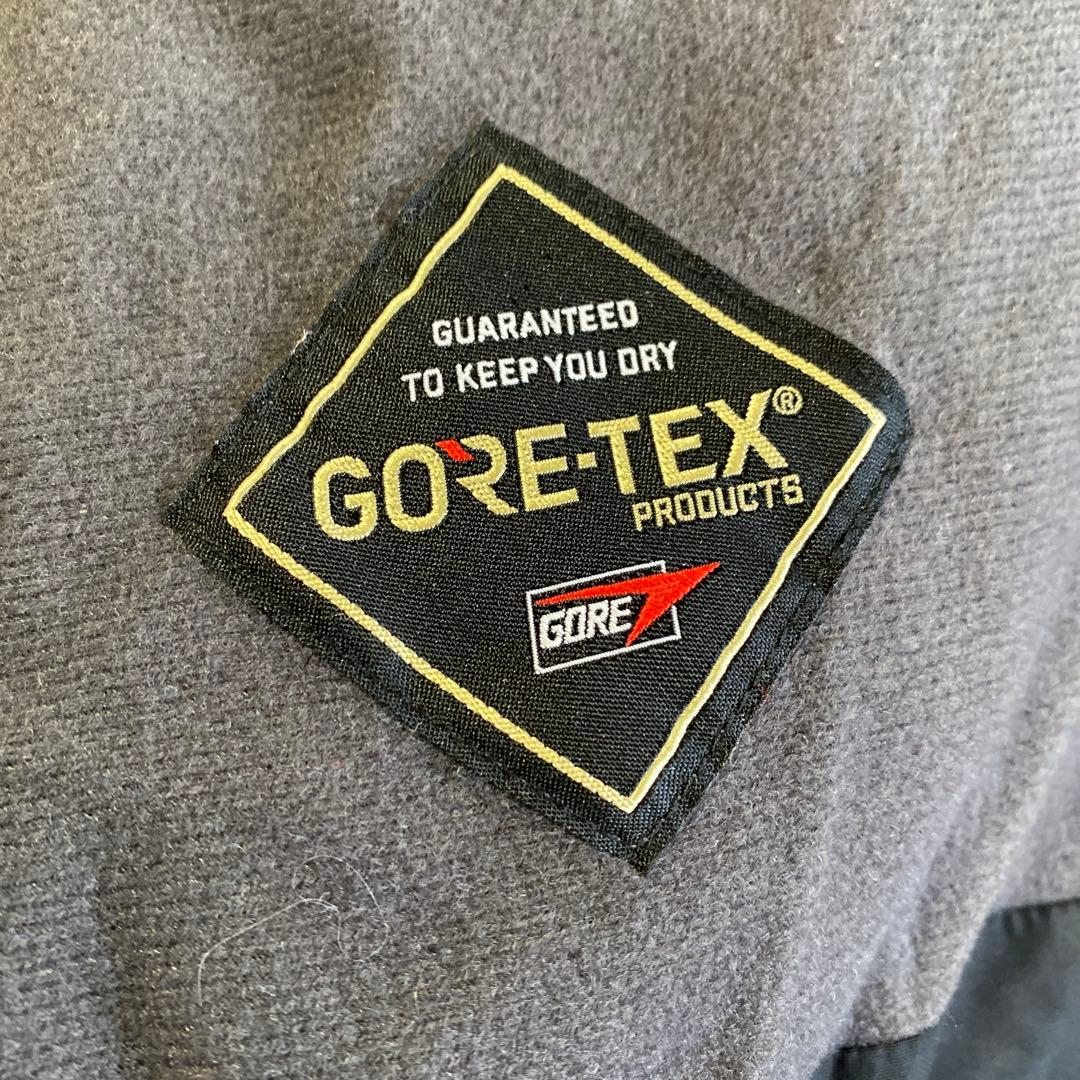 GUARANTEED
TO KEEP YOU DRY
GORE-TEX®
PRODUCTS
GORE